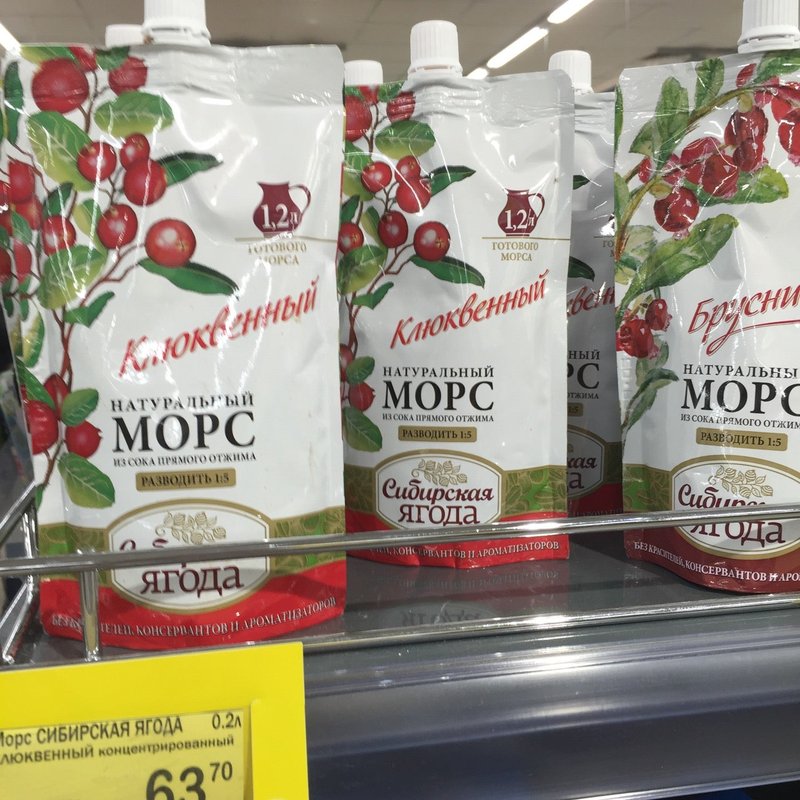 1,2л
ГОТОВОГО
МОРСА
Клюквенный
НАТУРАЛЬНЫЙ
МОРС
ИЗ СОКА ПРЯМОГО ОТЖИМА
РАЗВОДИТЬ 1:5
ЯГОДА
БЕЗ КРАСИТЕЛЕЙ, КОНСЕРВАНТОВ И АРОМАТИЗАТОРОВ
1,2л
ГОТОВОГО
МОРСА
Клюквенный
НАТУРАЛЬНЫЙ
МОРС
ИЗ СОКА ПРЯМОГО ОТЖИМА
РАЗВОДИТЬ 1:5
Сибирская
ЯГОДА
КОНСЕРВАНТОВ И АРОМАТИЗАТОРОВ
Брусни
НАТУРАЛЬНЫЙ
МОРС
ИЗ СОКА ПРЯМОГО ОТЖИМА
РАЗВОДИТЬ 1:5
Сибирская
ЯГОДА
БЕЗ КРАСИТЕЛЕЙ, КОНСЕРВАНТОВ И АРО
Морс СИБИРСКАЯ ЯГОДА 0.2л
КЛЮКВЕННЫЙ концентрированный
63 70